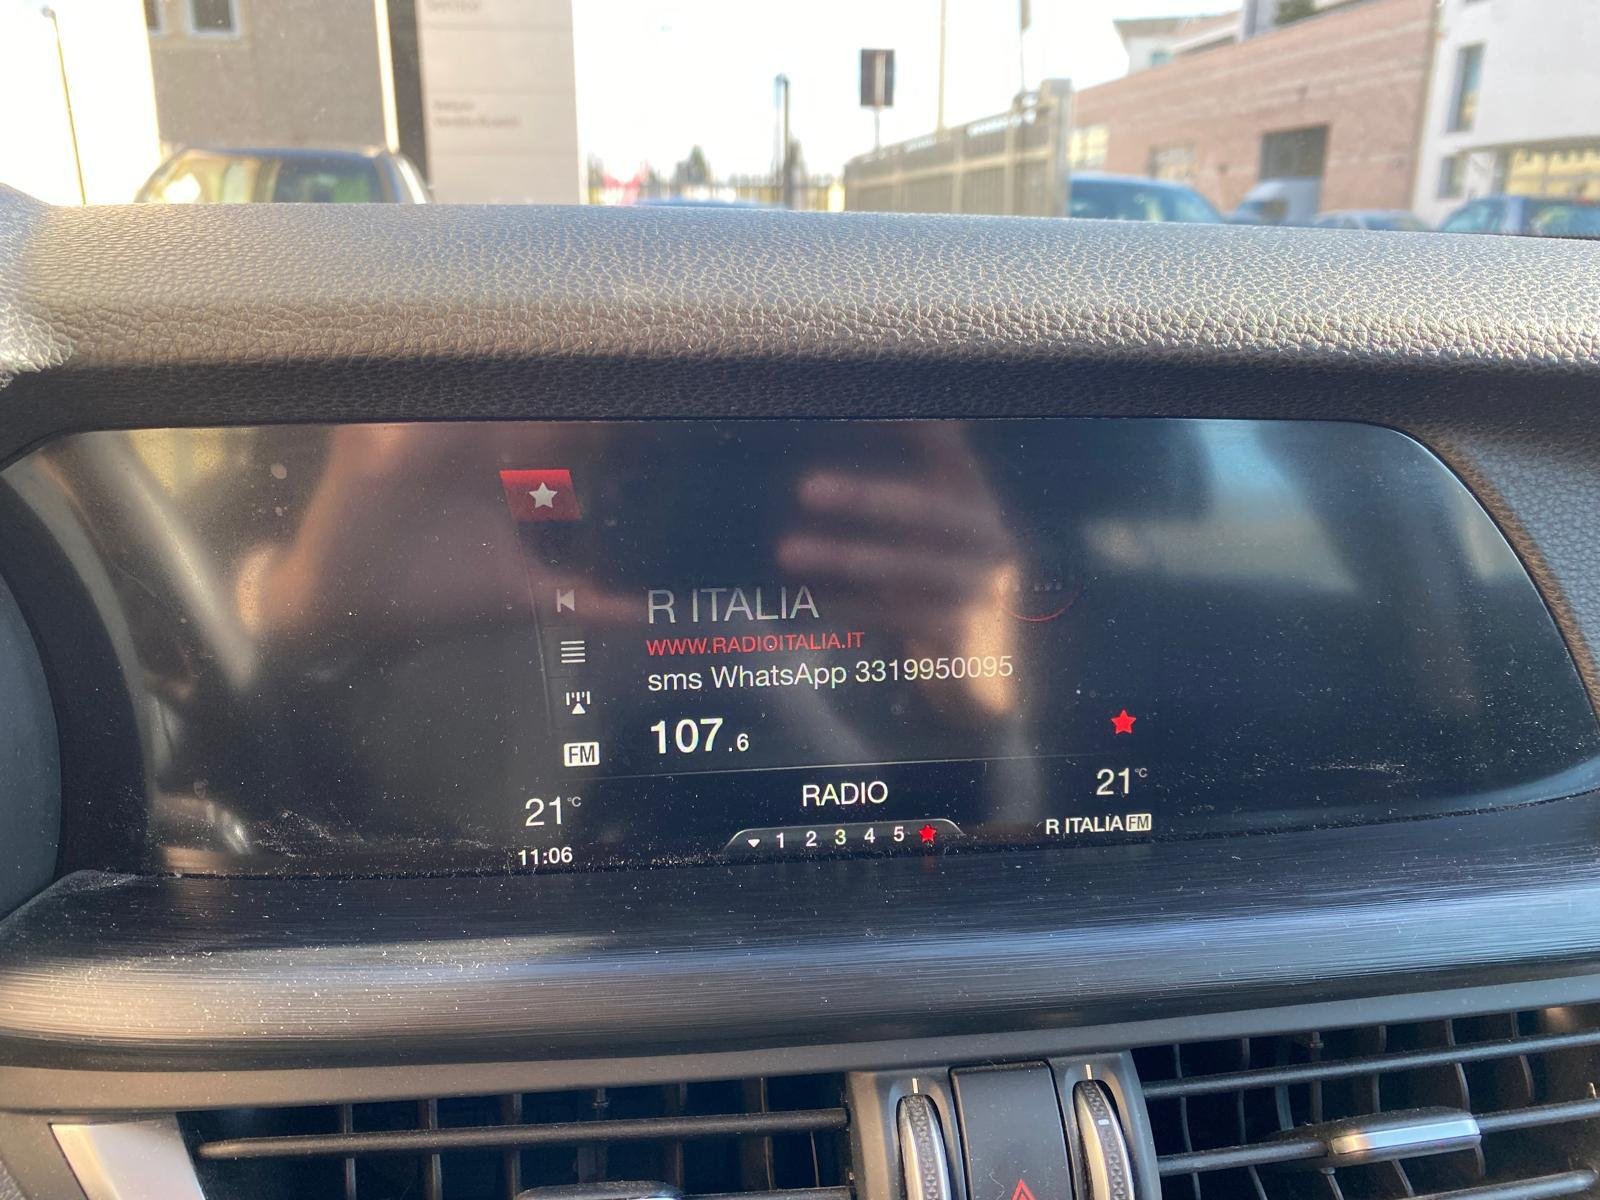 R ITALIA
WWW.RADIOITALIA.IT
sms WhatsApp 3319950095
FM
107.6
21°C
RADIO
21°C
11:06
1 2 3 4 5
R ITALIA FM